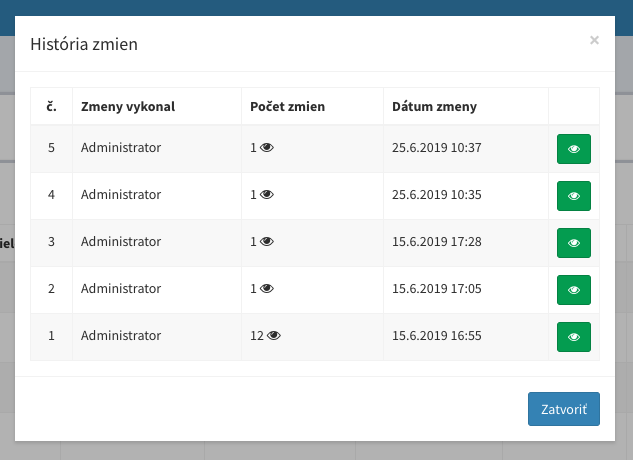 História zmien
×
č. Zmeny vykonal Počet zmien Dátum zmeny
5 Administrator 1 25.6.2019 10:37
4 Administrator 1 25.6.2019 10:35
3 Administrator 1 15.6.2019 17:28
2 Administrator 1 15.6.2019 17:05
1 Administrator 12 15.6.2019 16:55
Zatvoriť